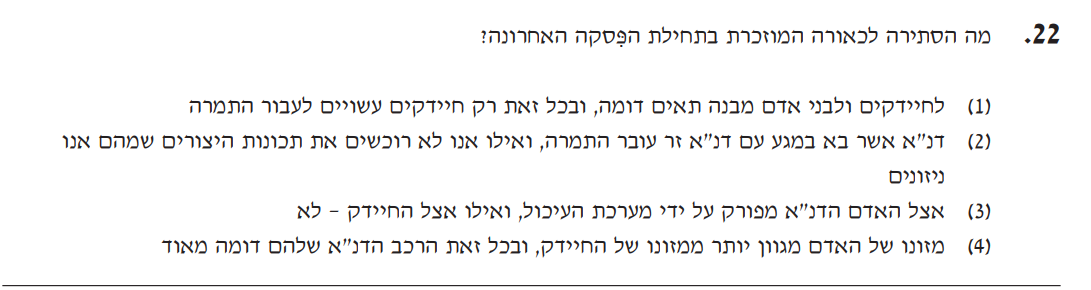 22. מה הסתירה לכאורה המוזכרת בתחילת הפִּסקה האחרונה?
(1) לחיידקים ולבני אדם מבנה תאים דומה, ובכל זאת רק חיידקים עשויים לעבור התמרה
(2) דנ"א אשר בא במגע עם דנ"א זר עובר התמרה, ואילו אנו לא רוכשים את תכונות היצורים שמהם אנו
ניזונים
(3) אצל האדם הדנ"א מפורק על ידי מערכת העיכול, ואילו אצל החיידק – לא
(4) מזונו של האדם מגוון יותר ממזונו של החיידק, ובכל זאת הרכב הדנ"א שלהם דומה מאוד